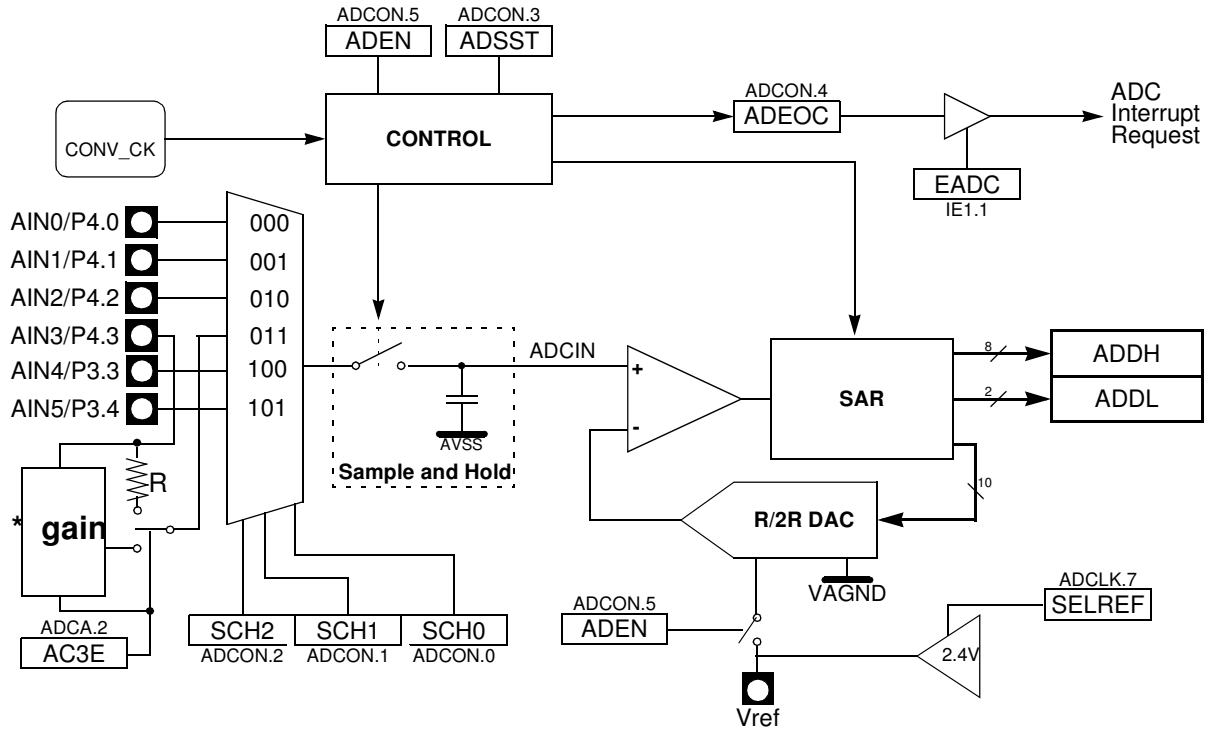 ADCON.5
ADEN
ADCON.3
ADSST
CONV_CK
CONTROL
ADCON.4
ADEOC
ADC
Interrupt
Request
EADC
IE1.1
AIN0/P4.0
000
AIN1/P4.1
001
AIN2/P4.2
010
AIN3/P4.3
011
AIN4/P3.3
100
AIN5/P3.4
101
ADCIN
+
-
AVSS
Sample and Hold
SAR
8
ADDH
2
ADDL
10
R
* gain
R/2R DAC
VAGND
ADCA.2
AC3E
SCH2
ADCON.2
SCH1
ADCON.1
SCH0
ADCON.0
ADCON.5
ADEN
ADCLK.7
SELREF
2.4V
Vref